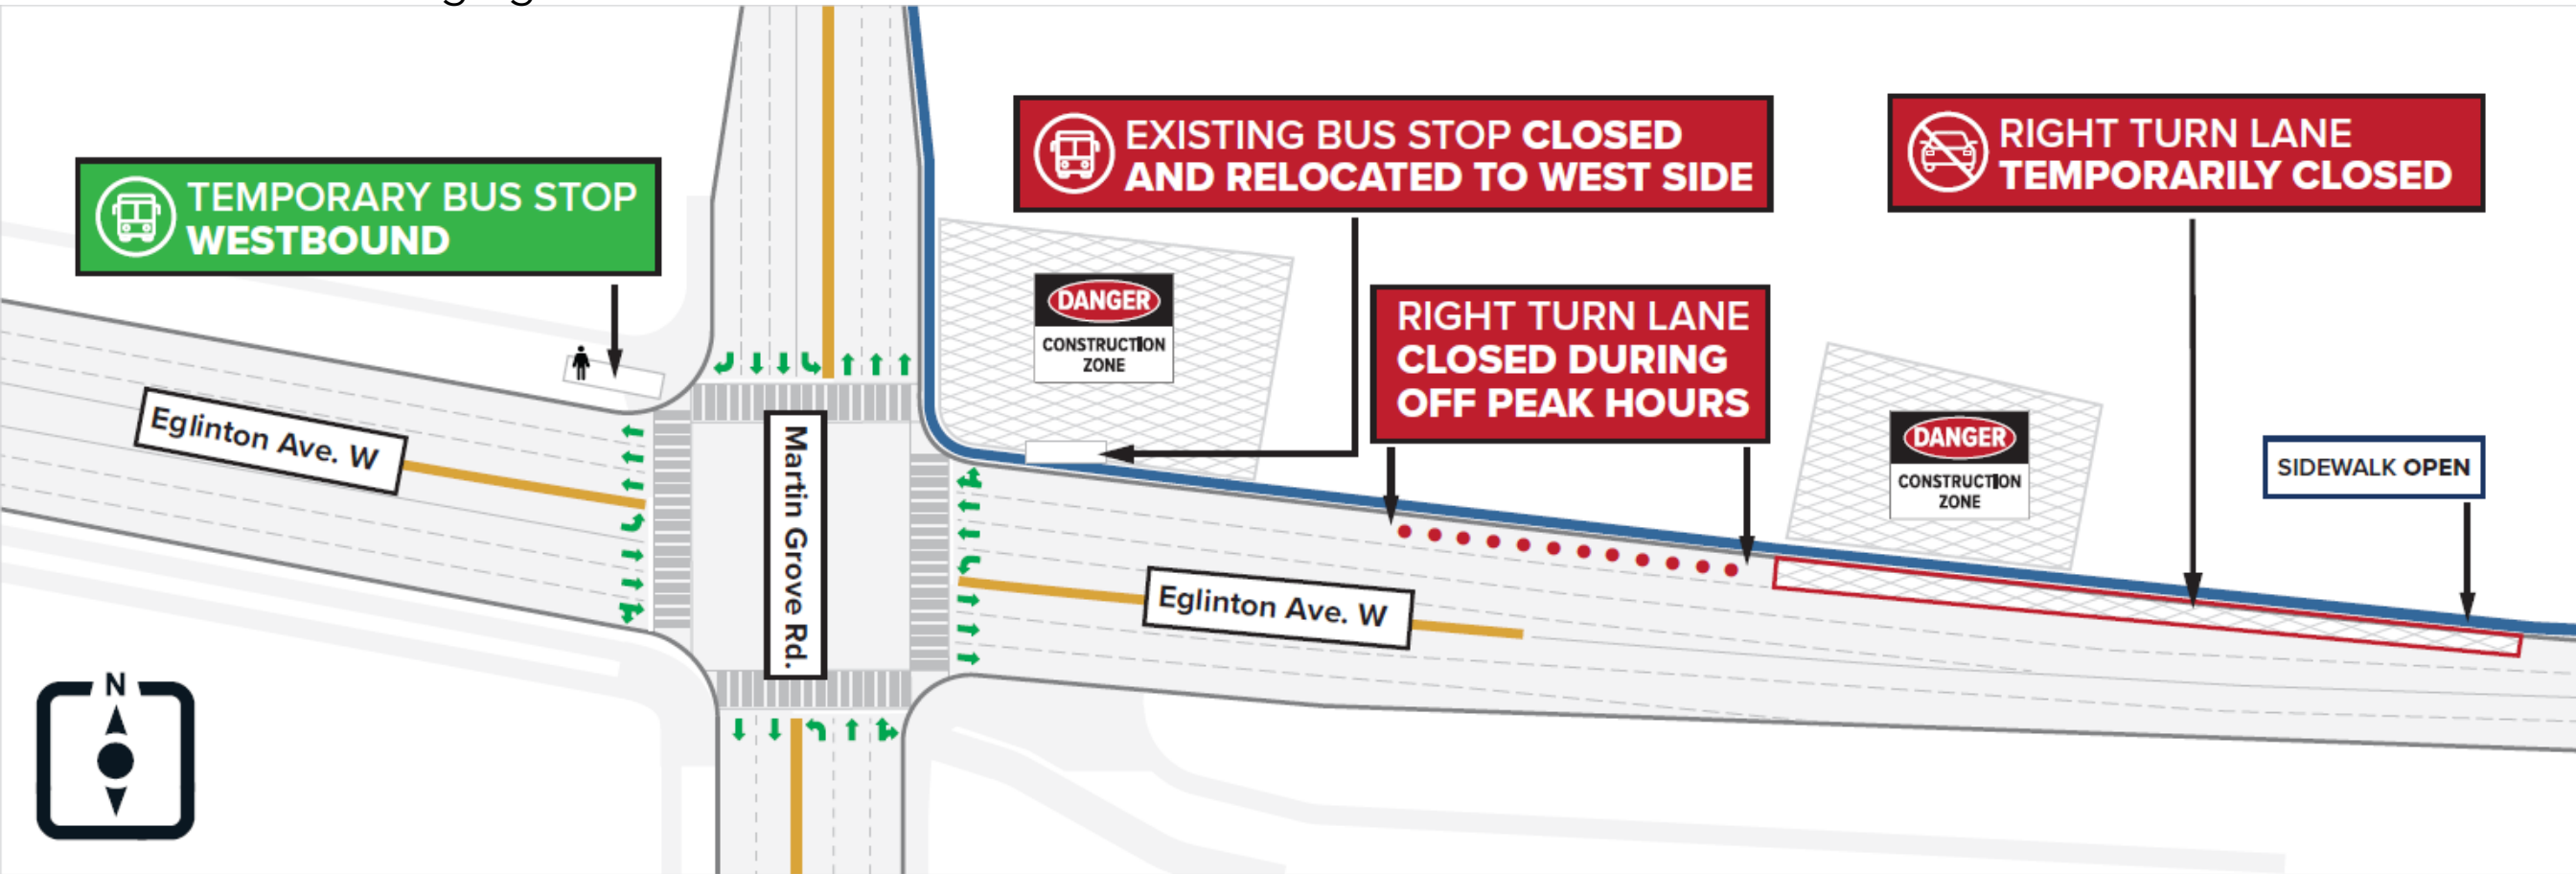 TEMPORARY BUS STOP
WESTBOUND
EXISTING BUS STOP CLOSED
AND RELOCATED TO WEST SIDE
RIGHT TURN LANE
TEMPORARILY CLOSED
DANGER
CONSTRUCTION
ZONE
RIGHT TURN LANE
CLOSED DURING
OFF PEAK HOURS
DANGER
CONSTRUCTION
ZONE
SIDEWALK OPEN
Eglinton Ave. W
Martin Grove Rd.
Eglinton Ave. W
N